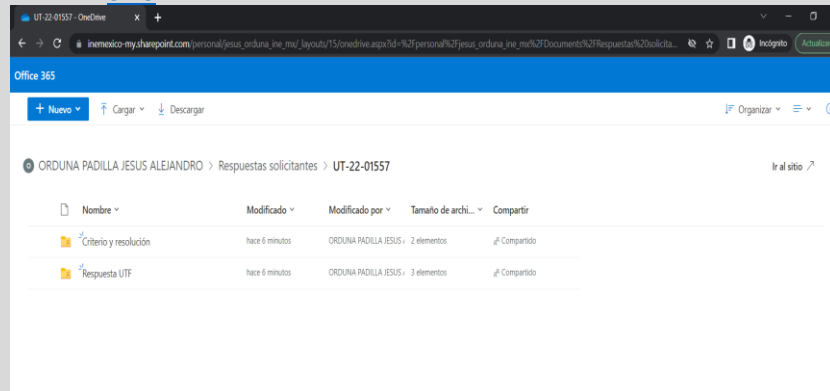 UT-22-01557 - OneDrive
inemexico-my.sharepoint.com/personal/jesus_orduna_ine_mx/_layouts/15/onedrive.aspx?id=%2Fpersonal%2Fjesus_orduna_ine_mx%2FDocuments%2FRespuestas%20solicita... Incógnito Actualizar
Office 365
Nuevo Cargar Descargar Organizar
ORDUNA PADILLA JESUS ALEJANDRO > Respuestas solicitantes > UT-22-01557 Ir al sitio
Nombre Modificado Modificado por Tamaño de archi... Compartir
Criterio y resolución hace 6 minutos ORDUNA PADILLA JESUS 2 elementos Compartido
Respuesta UTF hace 6 minutos ORDUNA PADILLA JESUS 3 elementos Compartido